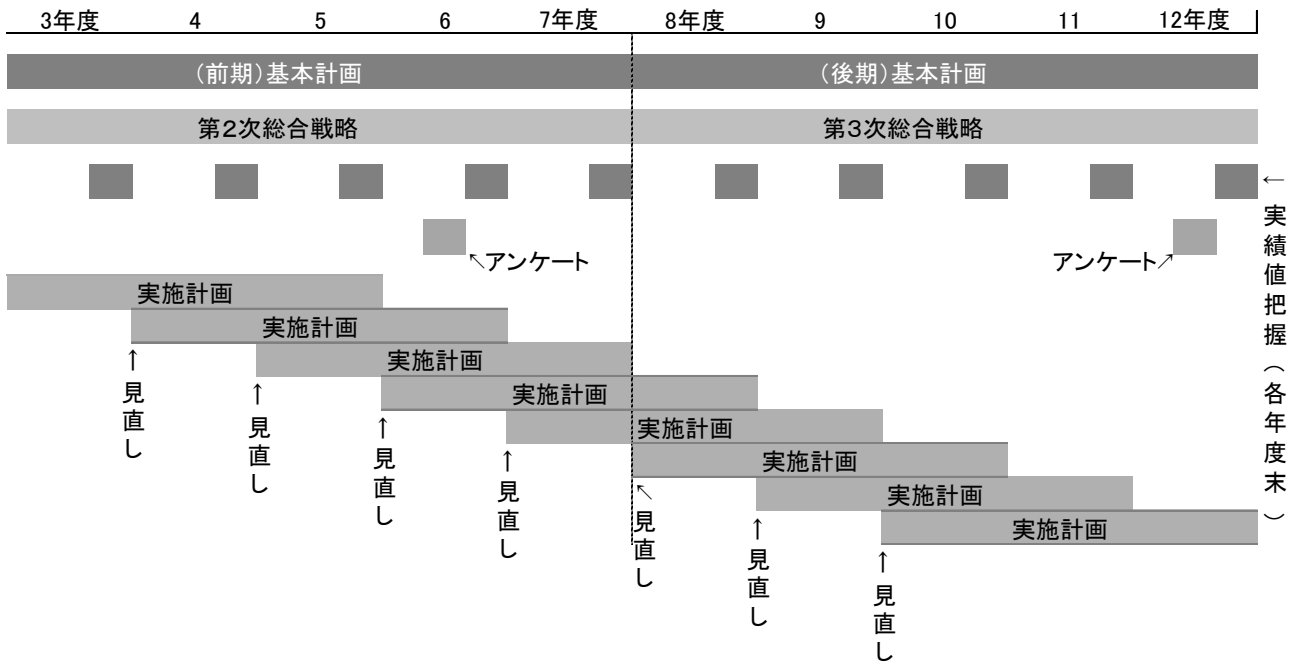 3年度 4 5 6 7年度 8年度 9 10 11 12年度
（前期）基本計画 （後期）基本計画
第２次総合戦略 第３次総合戦略
←実績値把握（各年度末）
↖アンケート アンケート↗
実施計画
実施計画
実施計画
実施計画
実施計画
実施計画
実施計画
実施計画
↑見直し
↑見直し
↑見直し
↑見直し
↖見直し
↑見直し
↑見直し